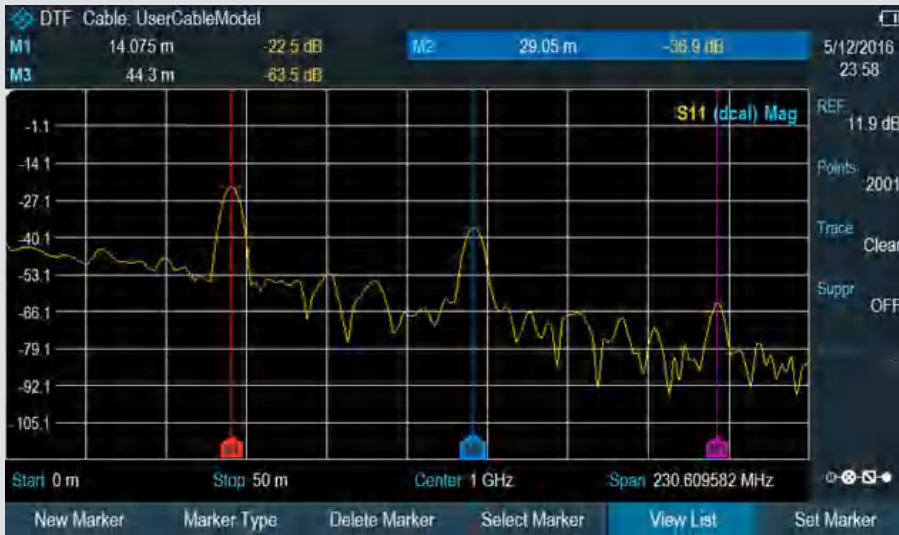 DTF Cable: UserCableModel
M1 14.075 m -22.5 dB M2 29.05 m -36.9 dB 5/12/2016
M3 44.3 m -63.5 dB 23:58
S11 (dcal) Mag
REF
11.9 dB
Points
2001
Trace
Clear
Suppr
OFF
-1.1
-14.1
-27.1
-40.1
-53.1
-66.1
-79.1
-92.1
-105.1
M1 M2 M3
Start 0 m Stop 50 m Center 1 GHz Span 230.609582 MHz
New Marker Marker Type Delete Marker Select Marker View List Set Marker